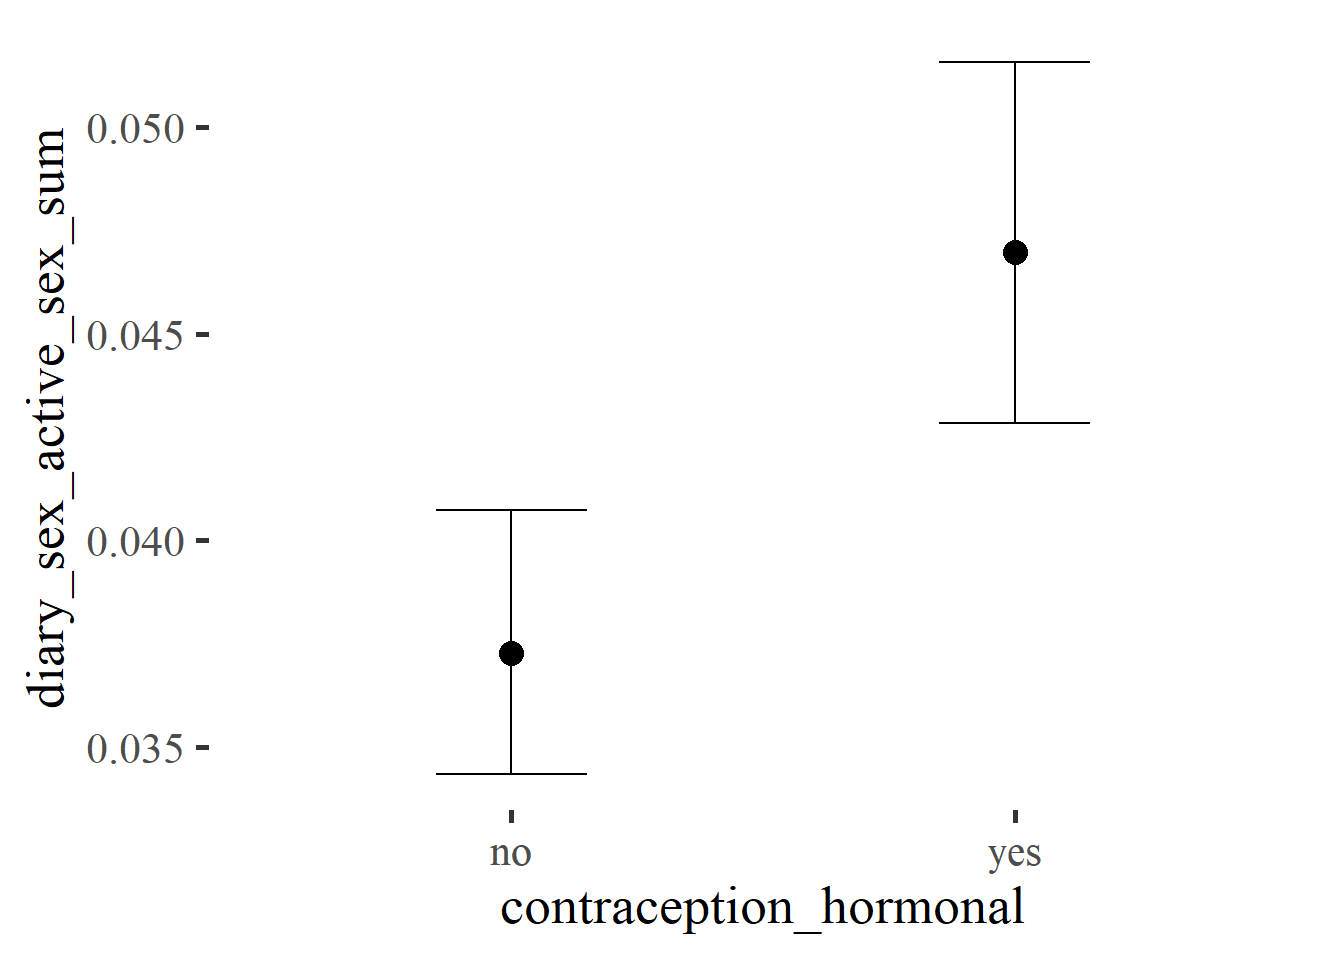 diary_sex_active_sex_sum
0.050
0.045
0.040
0.035
no
yes
contraception_hormonal